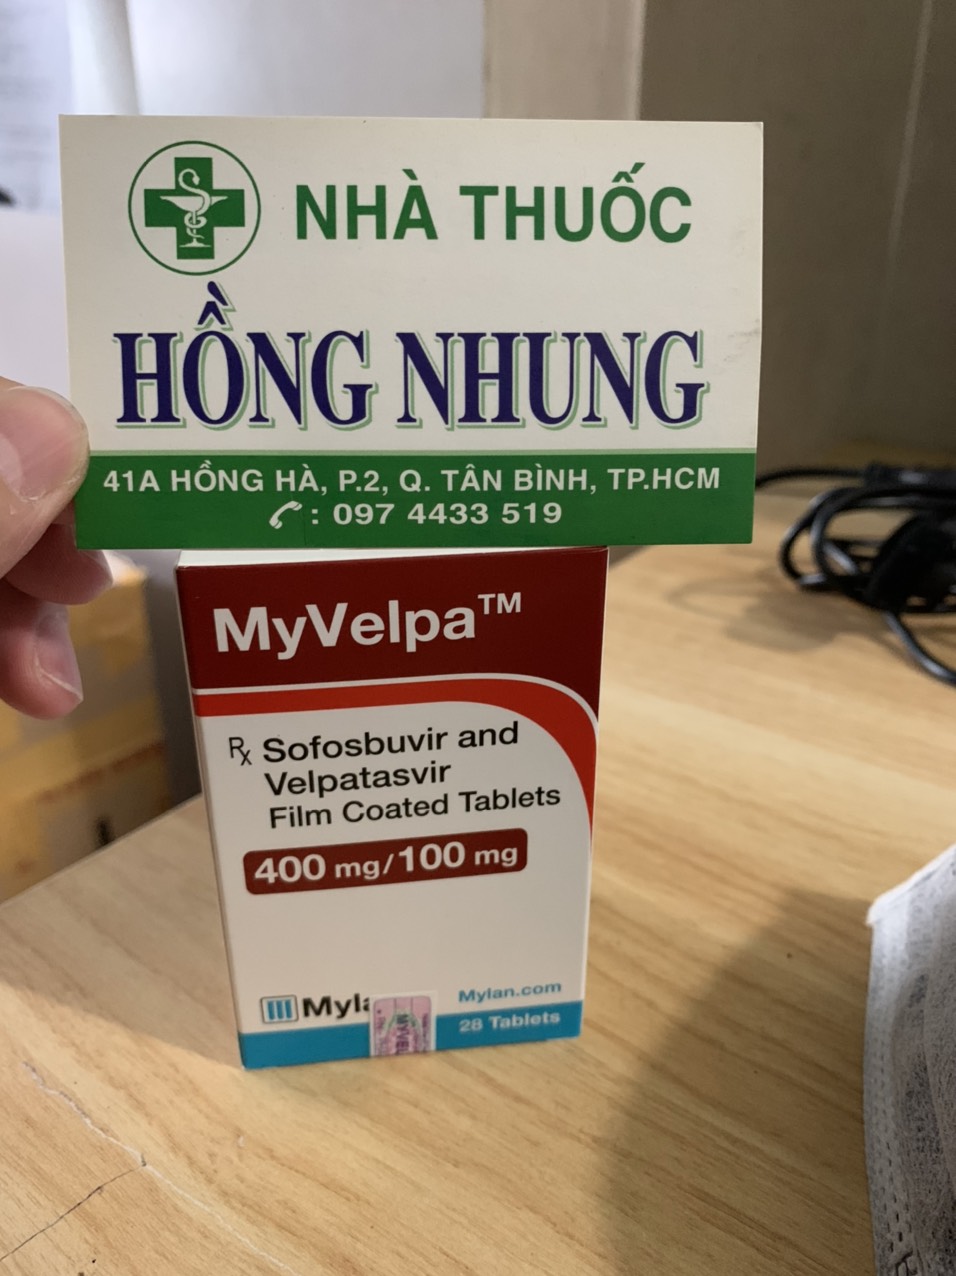 NHÀ THUỐC
HỒNG NHUNG
41A HỒNG HÀ, P.2, Q. TÂN BÌNH, TP.HCM
: 097 4433 519
MyVelpa™
Rx Sofosbuvir and
Velpatasvir
Film Coated Tablets
400 mg/100 mg
Myla
Mylan.com
28 Tablets